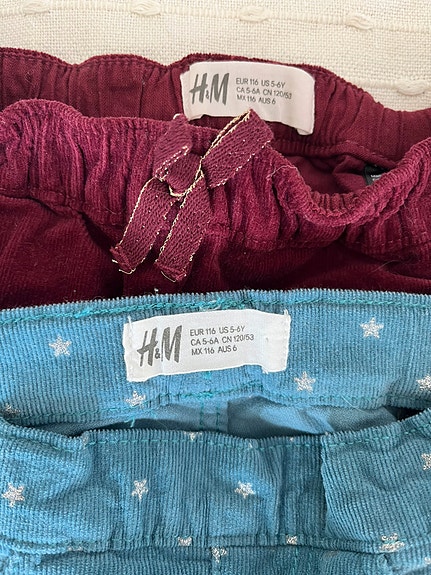 H&M
EUR 116 US 5-6Y
CA 5-6A CN 120/53
MX 116 AUS 6
H&M
EUR 116 US 5-6Y
CA 5-6A CN 120/53
MX 116 AUS 6